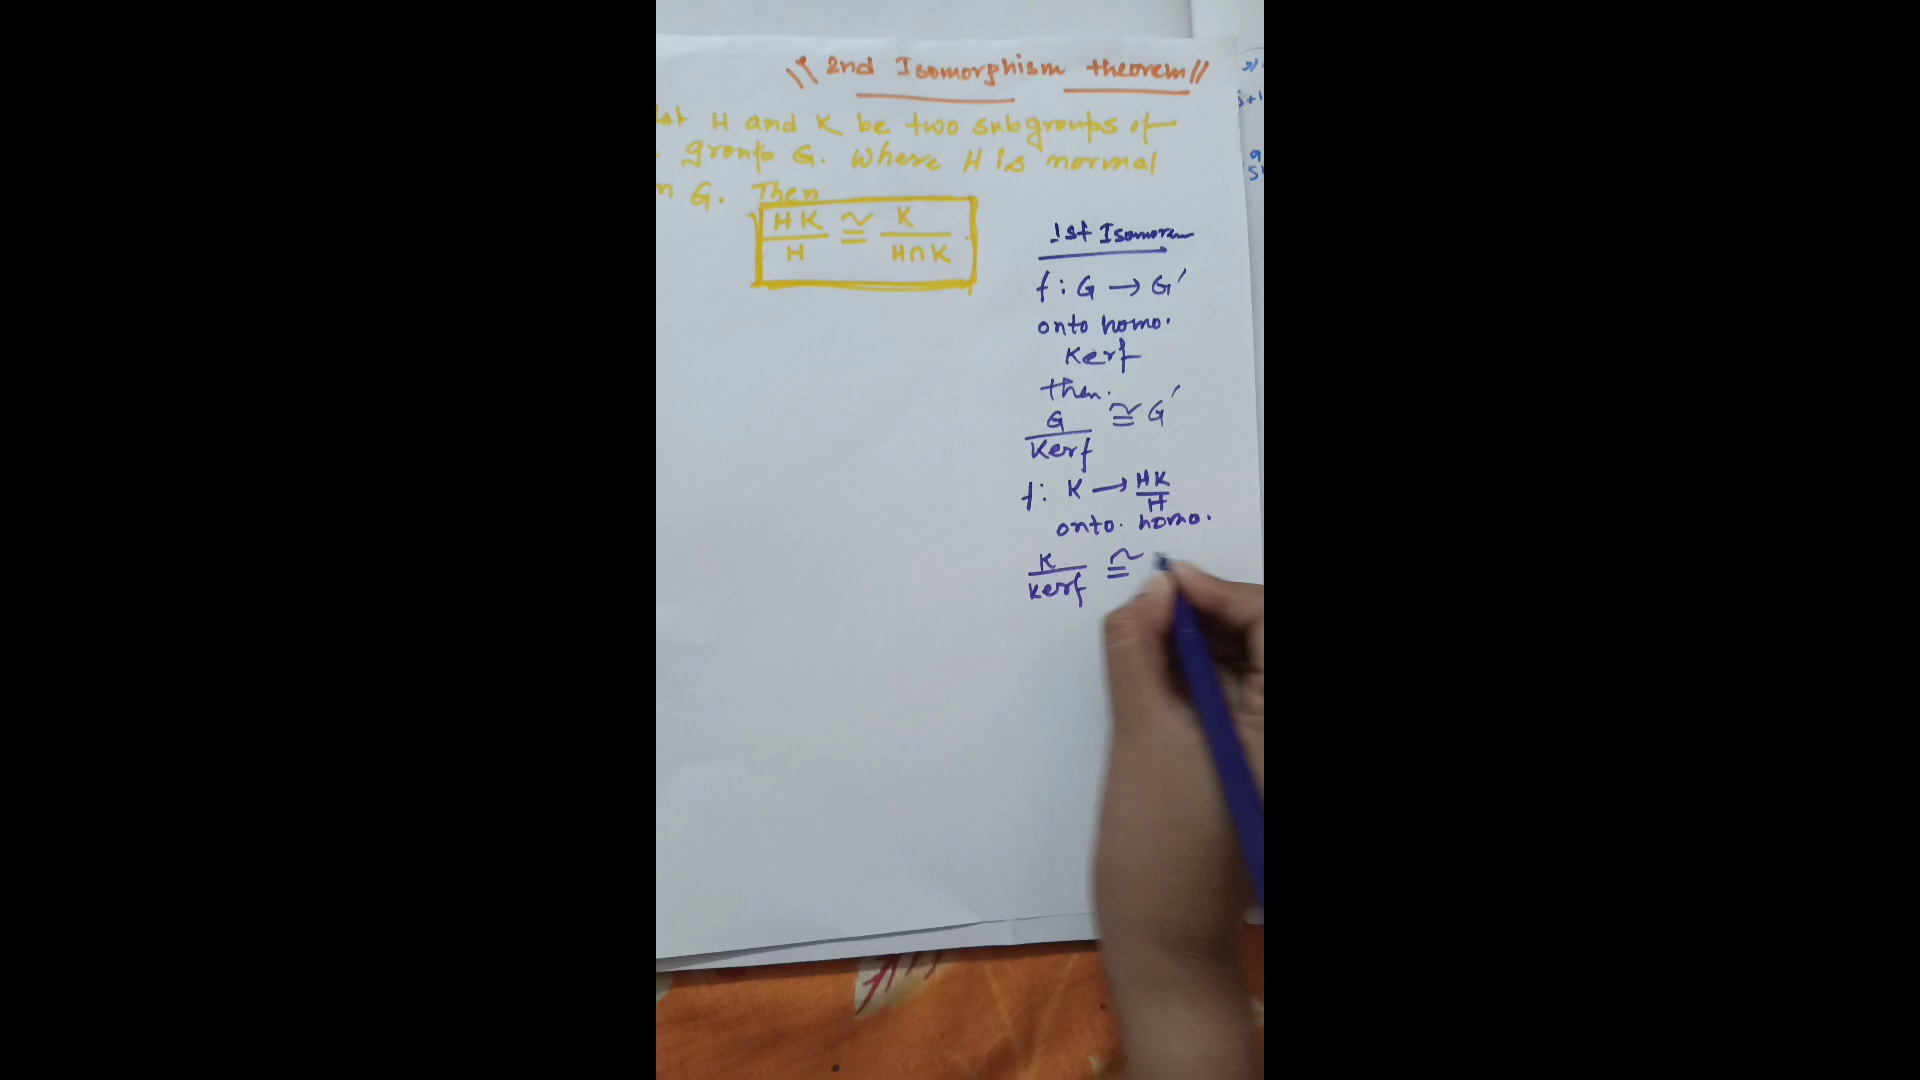 2nd Isomorphism theorem
H and K be two subgroups of
group G. Where H is normal
G. Then
HK/H ≅ K/H∩K.
1st Isomor
f : G → G'
onto homo.
Kerf
then.
G/Kerf ≅ G'
f : K → HK/H
onto. homo.
K/Kerf ≅